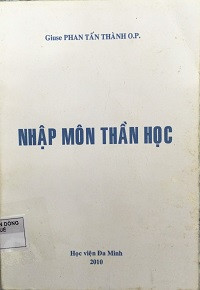 Giuse PHAN TẤN THÀNH O.P.
NHẬP MÔN THẦN HỌC
Học viện Đa Minh
2010